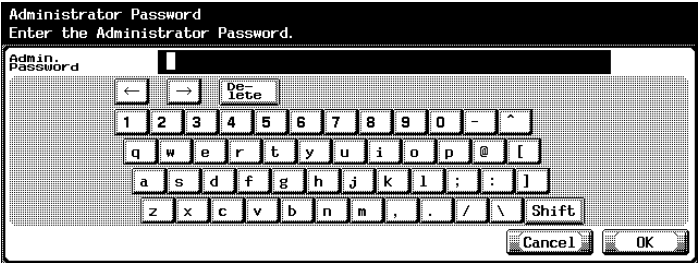 Administrator Password
Enter the Administrator Password.
Admin.
Password
← → De-
lete
1 2 3 4 5 6 7 8 9 0 - ^
q w e r t y u i o p @ [
a s d f g h j k l ; : ]
z x c v b n m , . / \ Shift
Cancel OK